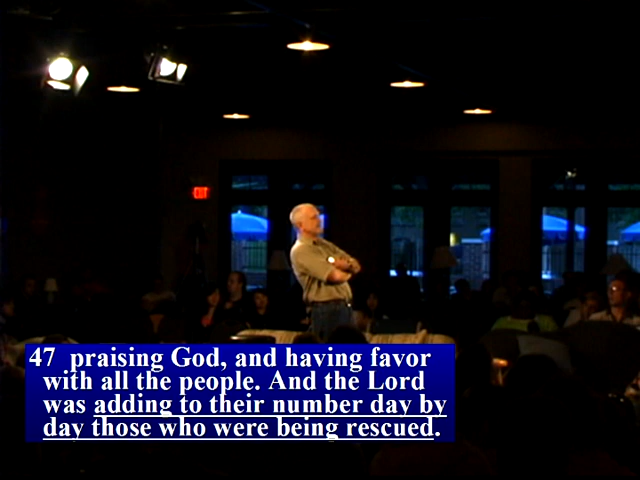 47 praising God, and having favor
with all the people. And the Lord
was adding to their number day by
day those who were being rescued.